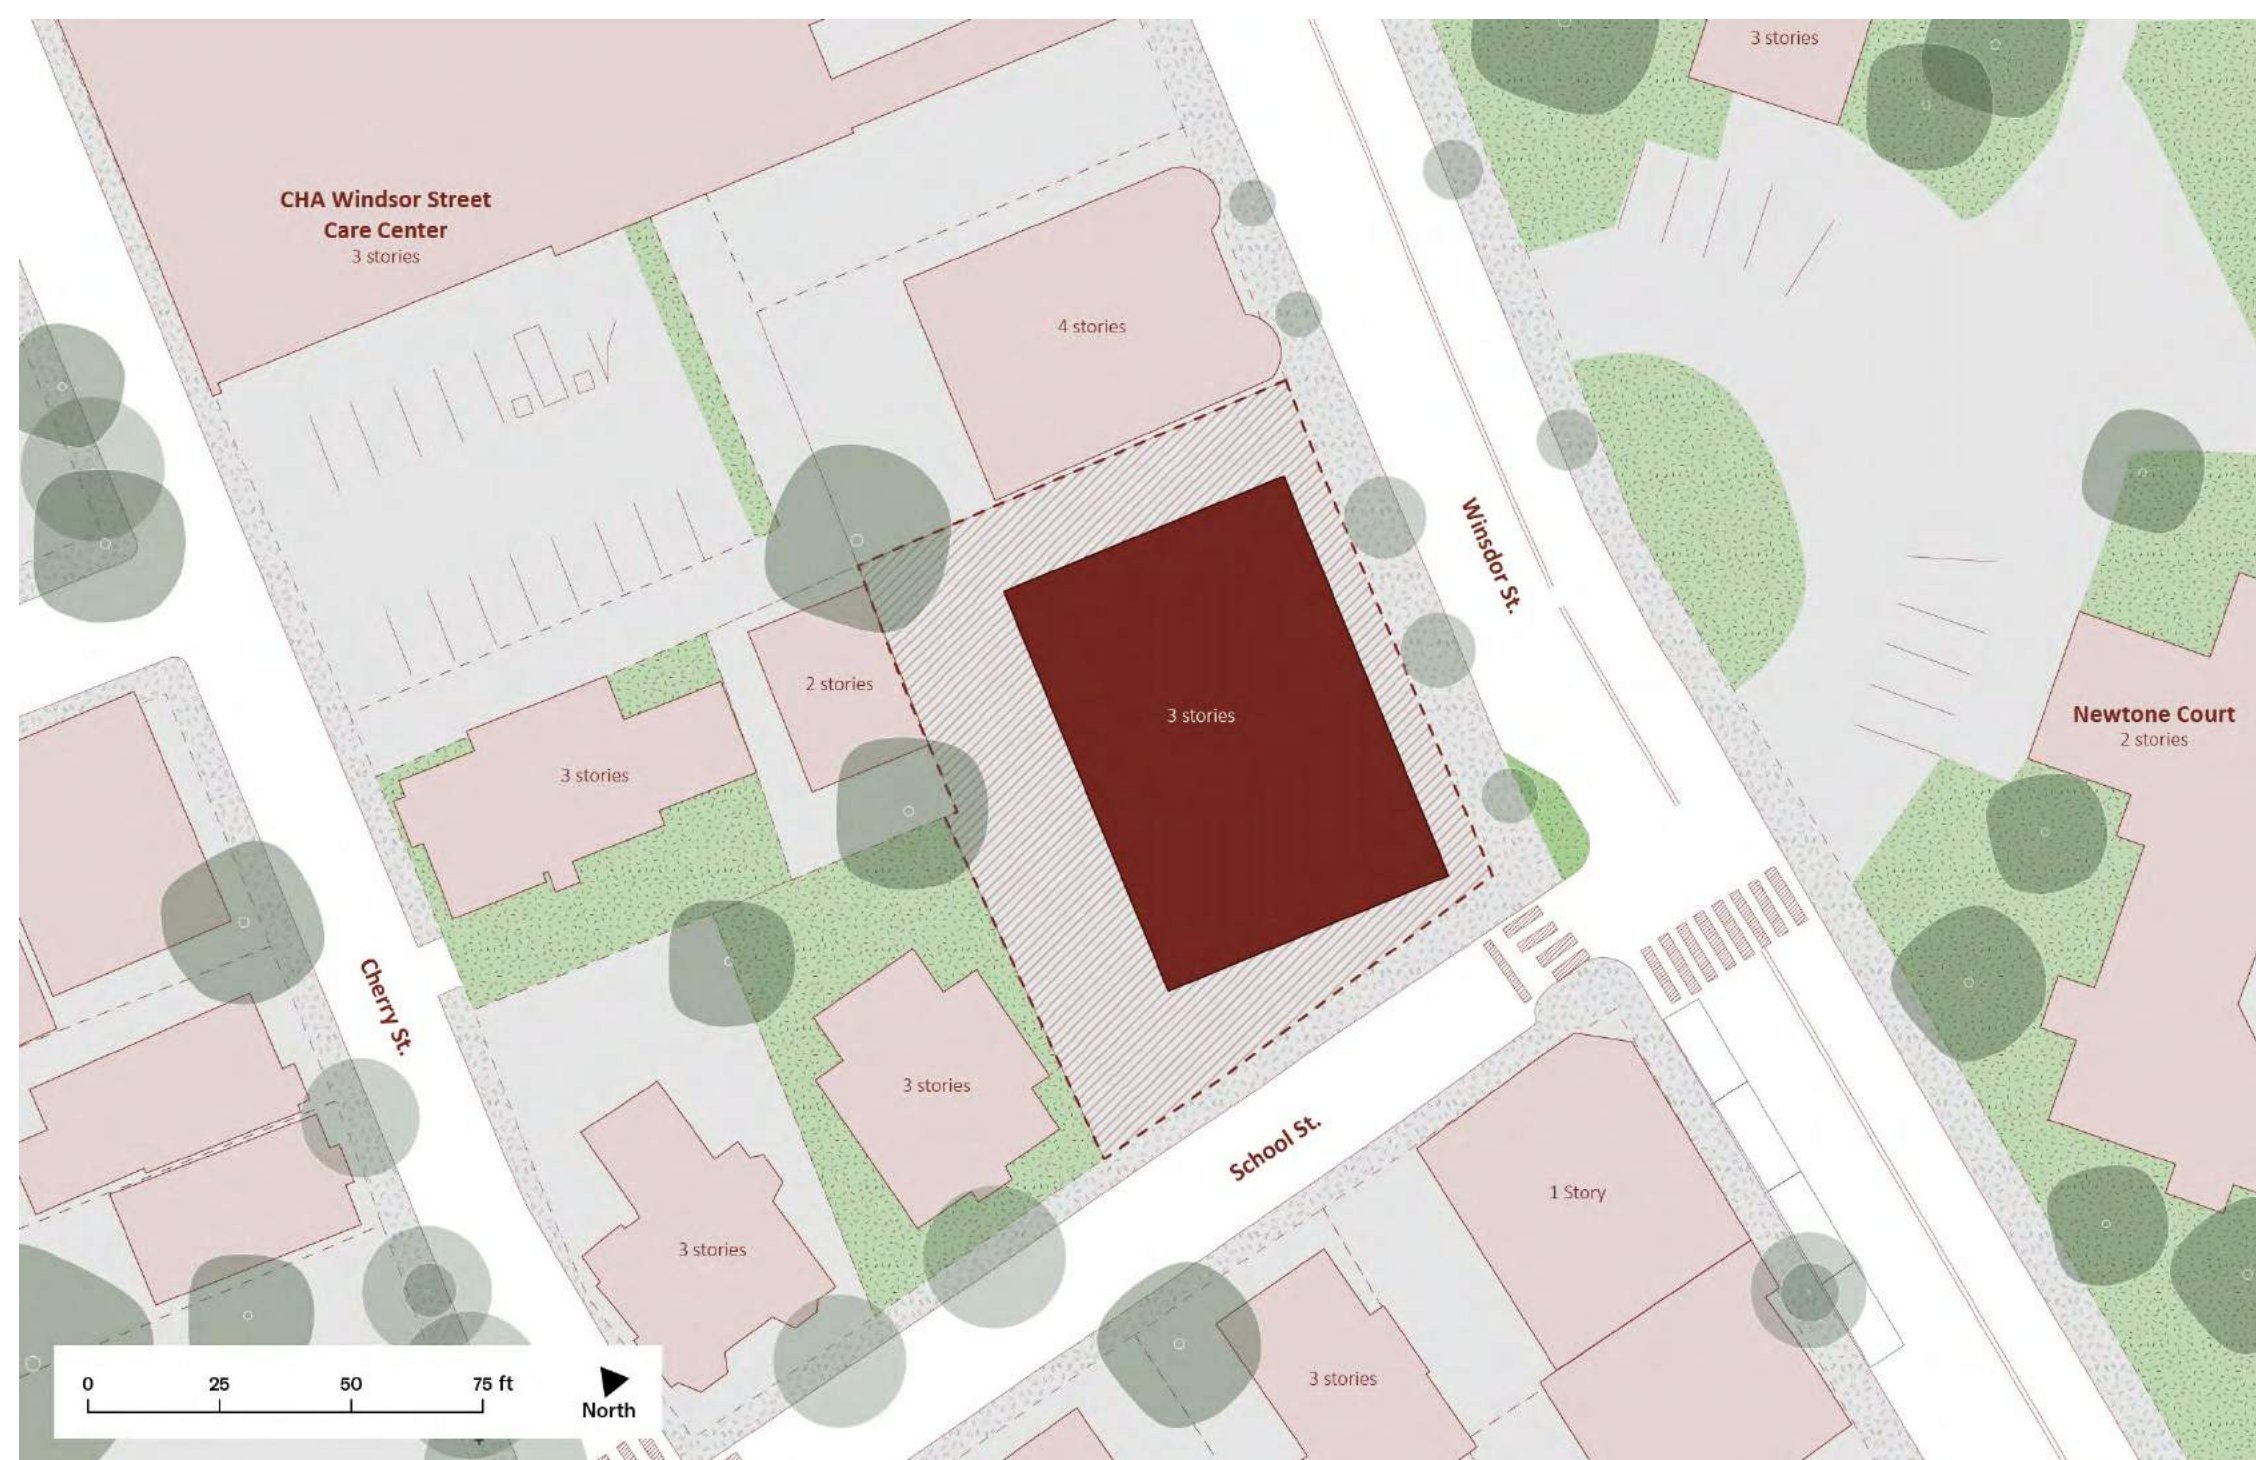 3 stories
CHA Windsor Street
Care Center
3 stories
4 stories
Winsdor St.
2 stories
3 stories
Newtone Court
2 stories
3 stories
Cherry St.
3 stories
School St.
1 Story
3 stories
3 stories
0 25 50 75 ft
North